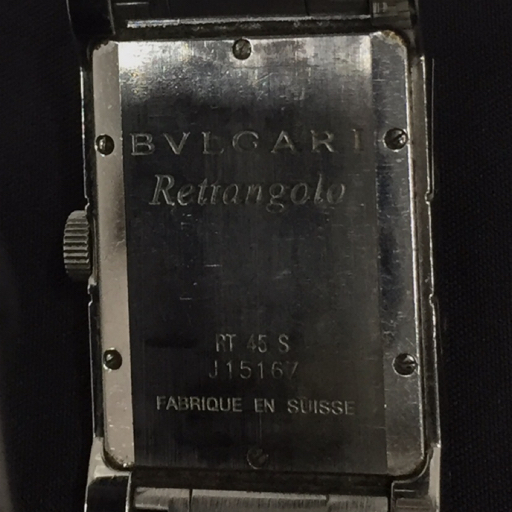 BVLGARI
Rettangolo
RT 45 S
J15167
FABRIQUE EN SUISSE